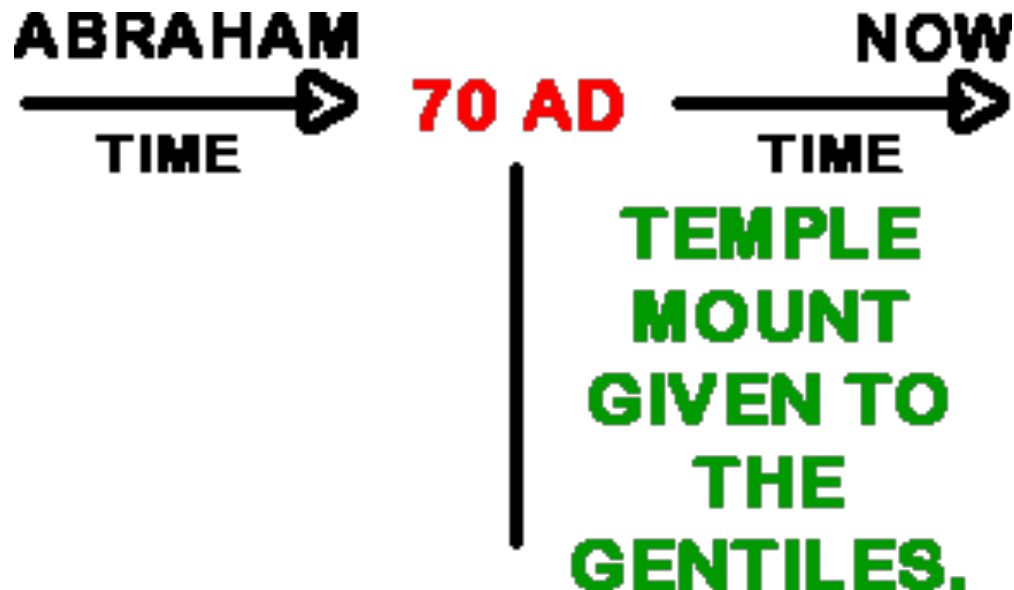 ABRAHAM NOW
70 AD
TIME TIME
TEMPLE
MOUNT
GIVEN TO
THE
GENTILES.